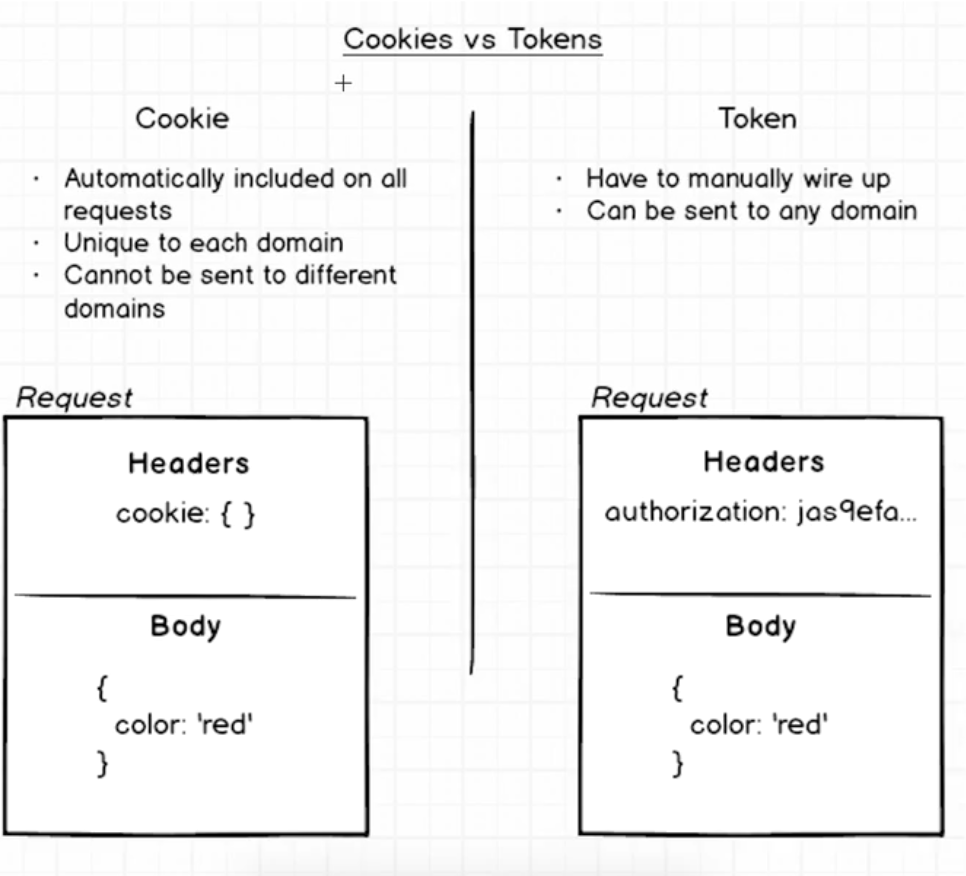 Cookies vs Tokens
Cookie
· Automatically included on all
requests
· Unique to each domain
· Cannot be sent to different
domains
Token
· Have to manually wire up
· Can be sent to any domain
Request
Headers
cookie: { }
Body
{
color: 'red'
}
Request
Headers
authorization: jas9efa...
Body
{
color: 'red'
}